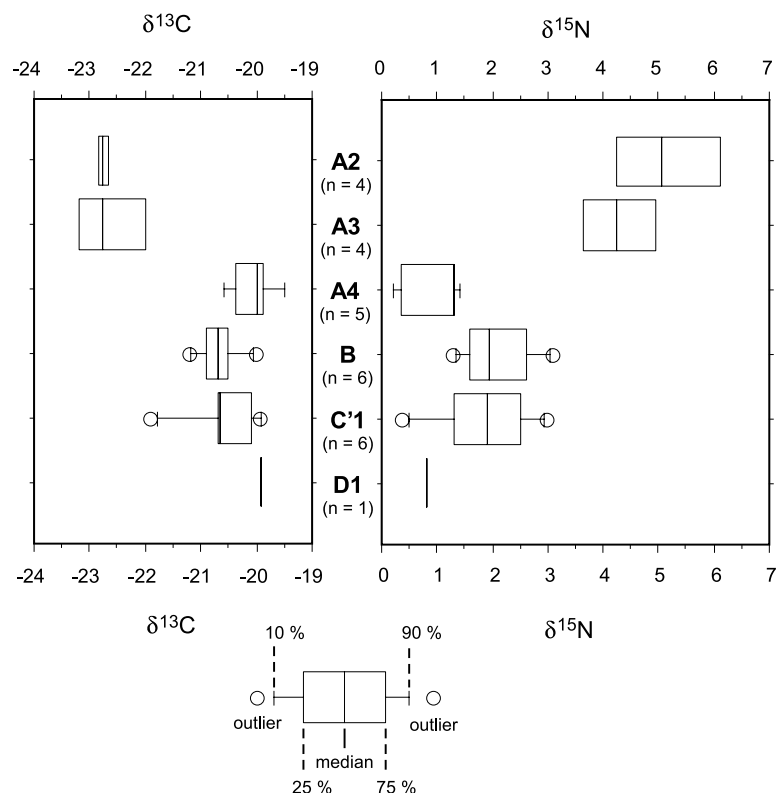 δ13C δ15N
-24 -23 -22 -21 -20 -19 0 1 2 3 4 5 6 7
A2
(n = 4)
A3
(n = 4)
A4
(n = 5)
B
(n = 6)
C'1
(n = 6)
D1
(n = 1)
-24 -23 -22 -21 -20 -19 0 1 2 3 4 5 6 7
δ13C δ15N
10 % 90 %
outlier outlier
median
25 % 75 %